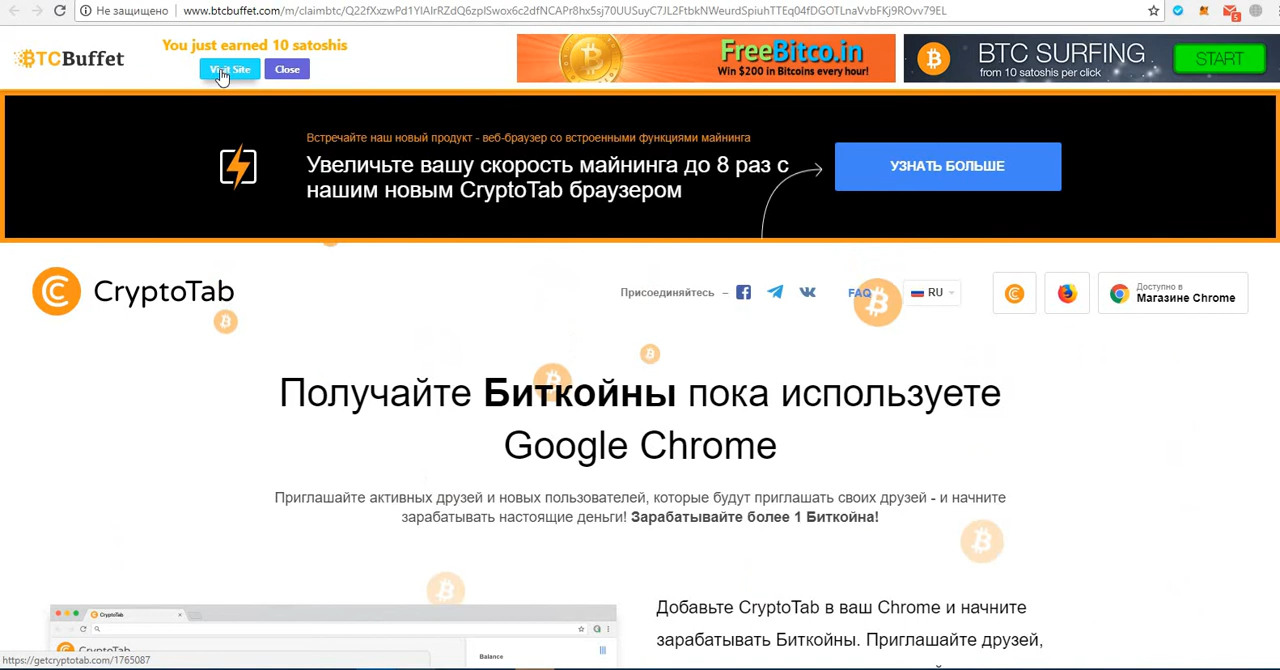 Не защищено
www.btcbuffet.com/m/claimbtc/Q22fXxzwPd1YIAIrRZdQ6zpISwox6c2dfNCAPr8hx5sj70UUSuyC7JL2FtbkNWeurdSpiuhTTEq04fDGOTLnaVvbFKj9ROvv79EL
5
BTCBuffet
You just earned 10 satoshis
Visit Site
Close
FreeBitco.in
Win $200 in Bitcoins every hour!
BTC SURFING
from 10 satoshis per click
START
Встречайте наш новый продукт - веб-браузер со встроенными функциями майнинга
Увеличьте вашу скорость майнинга до 8 раз с
нашим новым CryptoTab браузером
УЗНАТЬ БОЛЬШЕ
CryptoTab
Присоединяйтесь –
FAQ
RU
Доступно в
Магазине Chrome
Получайте Биткойны пока используете
Google Chrome
Приглашайте активных друзей и новых пользователей, которые будут приглашать своих друзей - и начните
зарабатывать настоящие деньги! Зарабатывайте более 1 Биткойна!
CryptoTab
CryptoTab
Balance
Добавьте CryptoTab в ваш Chrome и начните
зарабатывать Биткойны. Приглашайте друзей,
https://getcryptotab.com/1765087